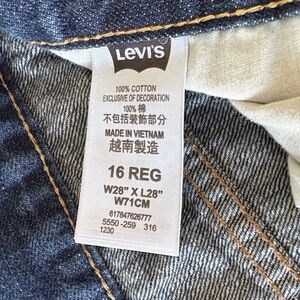 LEVI'S
100% COTTON
EXCLUSIVE OF DECORATION
100% 棉
不包括裝飾部分
MADE IN VIETNAM
越南製造
16 REG
W28" X L28"
W71CM
617847626777
5550 -259 316
1230